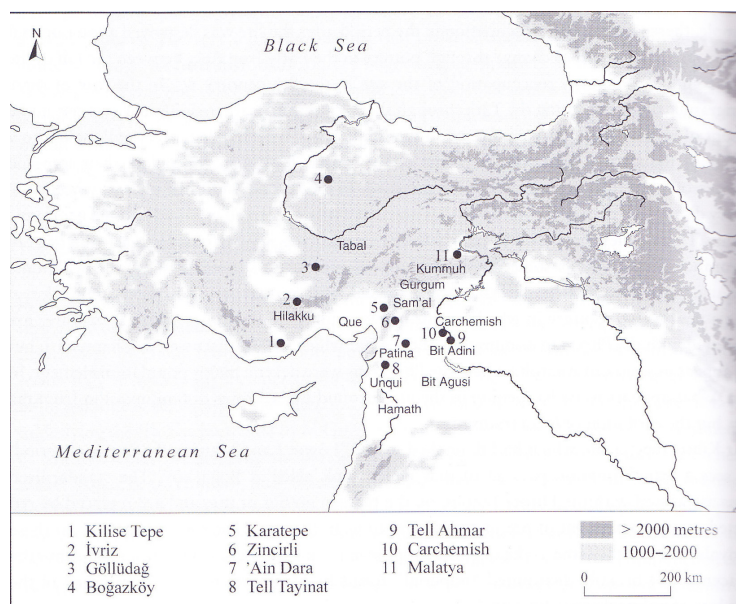 N
Black Sea
4
Tabal
3
11
Kummuh
Gurgum
2
Hilakku
5
Sam'al
Que
6
Carchemish
10
9
1
7
Bit Adini
Patina
8
Unqui
Bit Agusi
Hamath
Mediterranean Sea
1 Kilise Tepe
2 İvriz
3 Göllüdağ
4 Boğazköy
5 Karatepe
6 Zincirli
7 'Ain Dara
8 Tell Tayinat
9 Tell Ahmar
10 Carchemish
11 Malatya
> 2000 metres
1000–2000
0 200 km